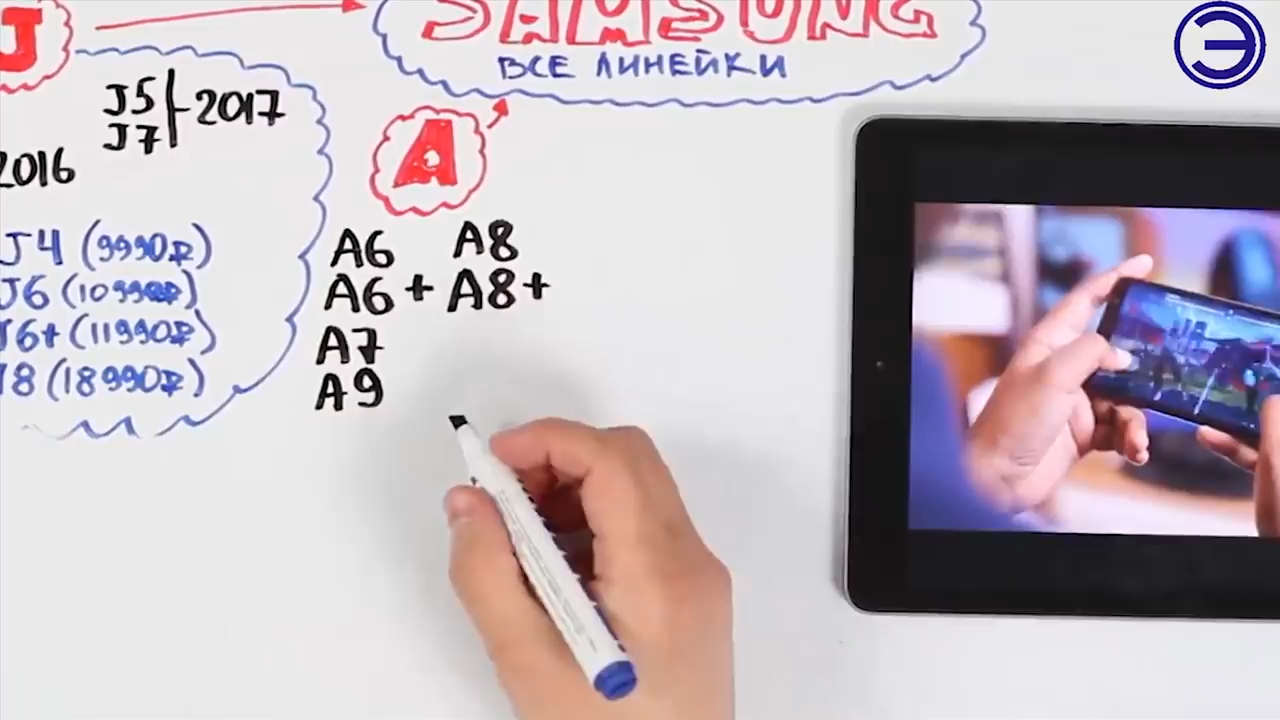 J
SAMSUNG
ВСЕ ЛИНЕЙКИ
Э
J5
J7
2017
2016
J4 (9990₽)
J6 (10990₽)
J6+ (11990₽)
J8 (18990₽)
A
A6 A8
A6+ A8+
A7
A9